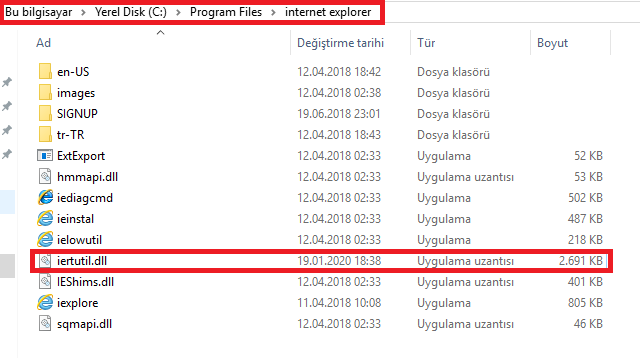 Bu bilgisayar > Yerel Disk (C:) > Program Files > internet explorer
Ad Değiştirme tarihi Tür Boyut
en-US 12.04.2018 18:42 Dosya klasörü
images 12.04.2018 02:38 Dosya klasörü
SIGNUP 19.06.2018 23:01 Dosya klasörü
tr-TR 12.04.2018 18:43 Dosya klasörü
ExtExport 12.04.2018 02:33 Uygulama 52 KB
hmmapi.dll 12.04.2018 02:33 Uygulama uzantısı 53 KB
iediagcmd 12.04.2018 02:33 Uygulama 502 KB
ieinstal 12.04.2018 02:33 Uygulama 487 KB
ielowutil 12.04.2018 02:33 Uygulama 218 KB
iertutil.dll 19.01.2020 18:38 Uygulama uzantısı 2.691 KB
IEShims.dll 12.04.2018 02:33 Uygulama uzantısı 401 KB
iexplore 11.04.2018 10:08 Uygulama 805 KB
sqmapi.dll 12.04.2018 02:33 Uygulama uzantısı 46 KB